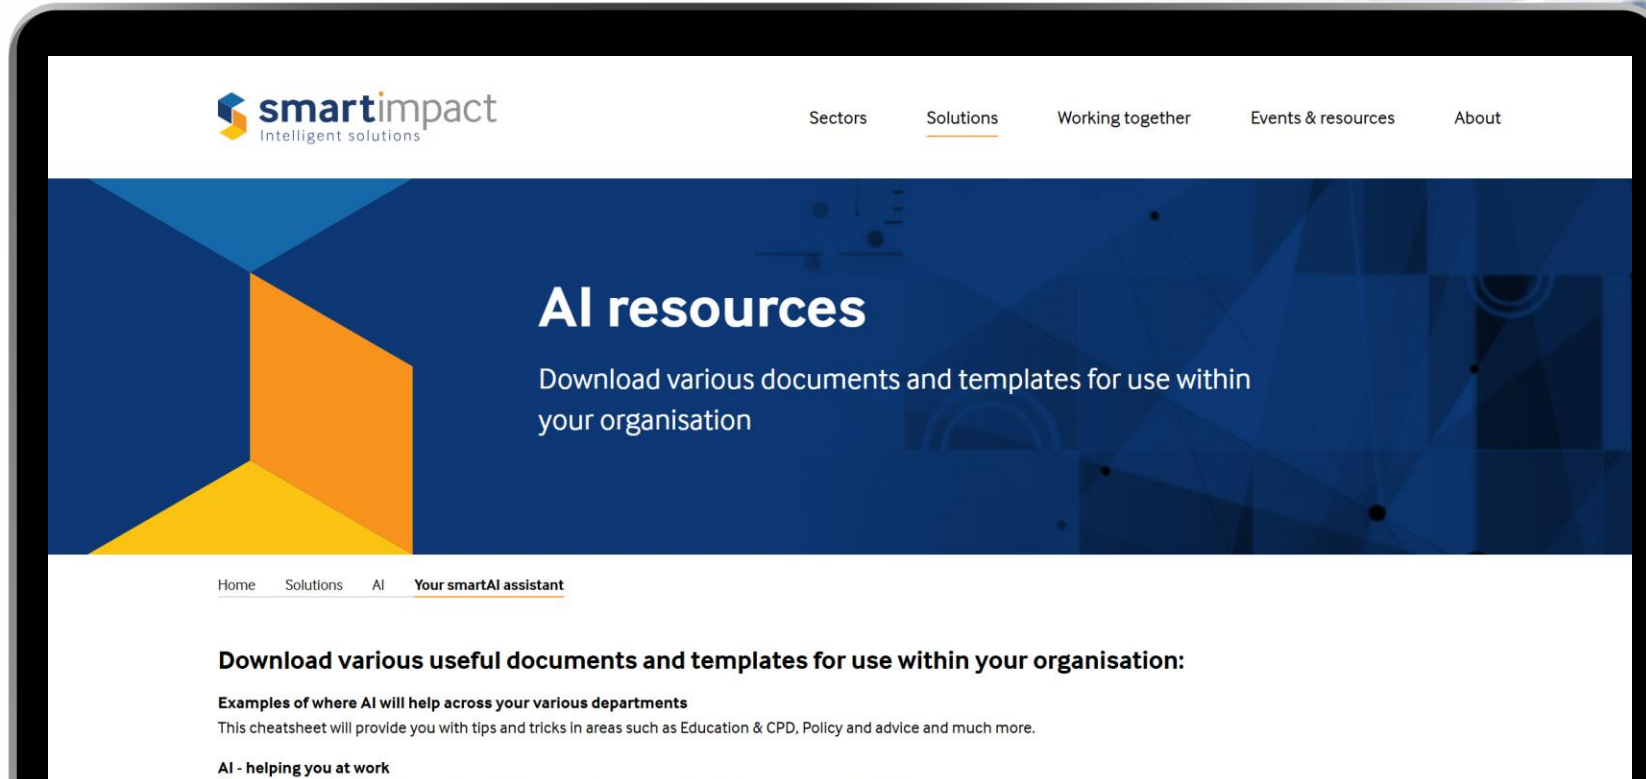 smartimpact
Intelligent solutions
Sectors Solutions Working together Events & resources About
AI resources
Download various documents and templates for use within
your organisation
Home Solutions AI Your smartAI assistant
Download various useful documents and templates for use within your organisation:
Examples of where AI will help across your various departments
This cheatsheet will provide you with tips and tricks in areas such as Education & CPD, Policy and advice and much more.
AI - helping you at work